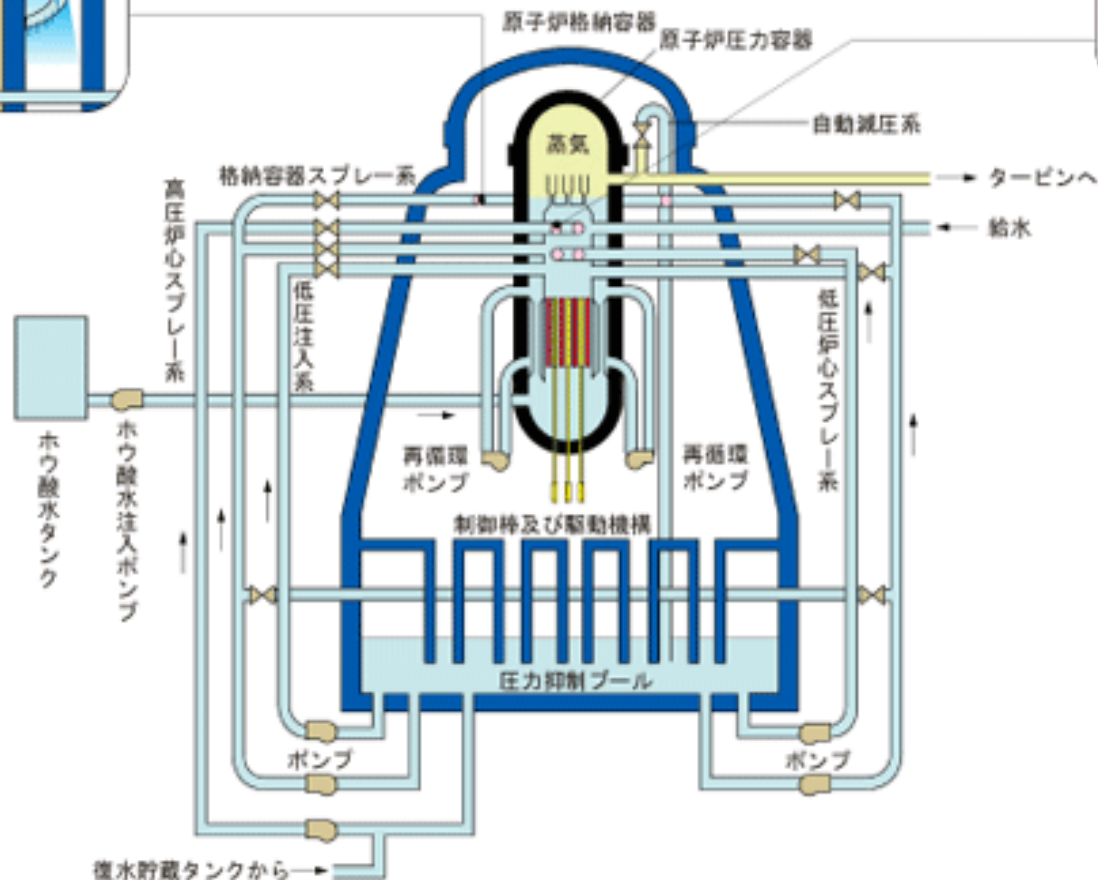 原子炉格納容器
原子炉圧力容器
自動減圧系
蒸気
格納容器スプレー系
タービンへ
給水
高圧炉心スプレー系
低圧注入系
低圧炉心スプレー系
ホウ酸水タンク
ホウ酸水注入ポンプ
再循環
ポンプ
再循環
ポンプ
制御棒及び駆動機構
圧力抑制プール
ポンプ
ポンプ
復水貯蔵タンクから